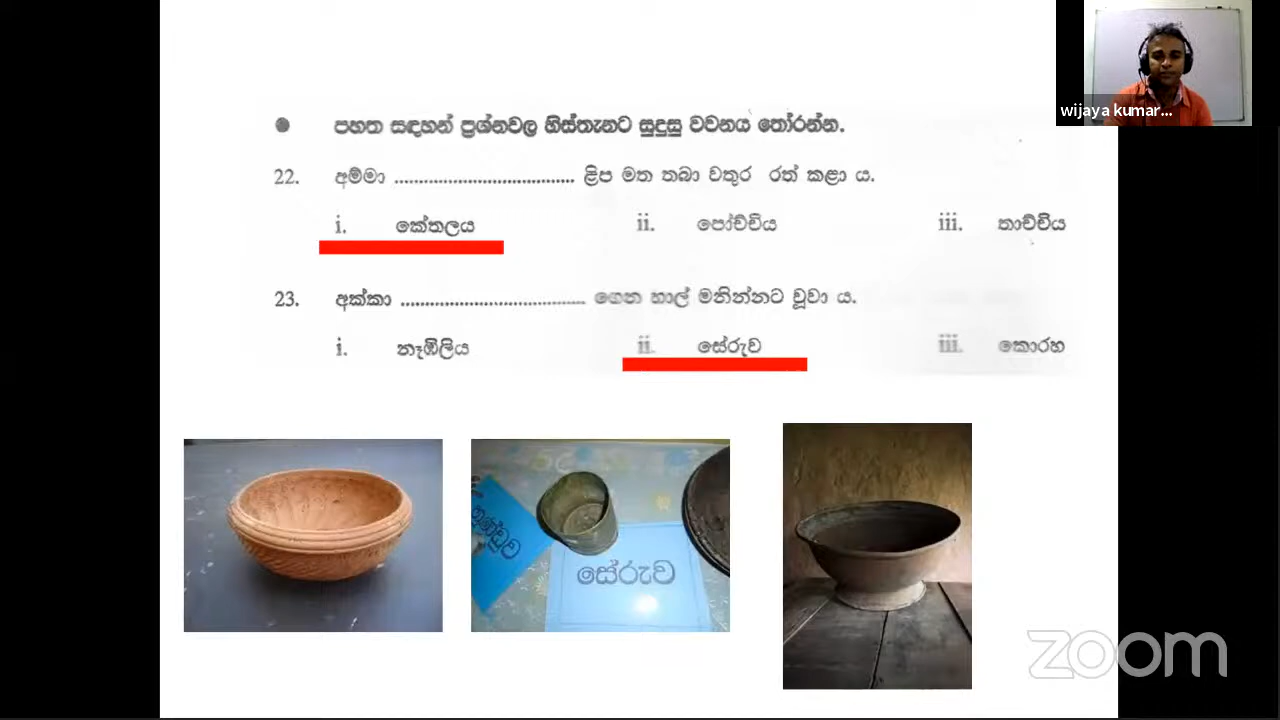 wijaya kumar...
● පහත සඳහන් ප්‍රශ්නවල හිස්තැනට සුදුසු වචනය තෝරන්න.
22. අම්මා .................................... ළිප මත තබා වතුර රත් කළා ය.
i. කේතලය ii. පෝච්චිය iii. තාච්චිය
23. අක්කා ..................................... ගෙන හාල් මනින්නට වූවා ය.
i. නෑඹිලිය ii. සේරුව iii. කොරහ
සේරුව
zoom